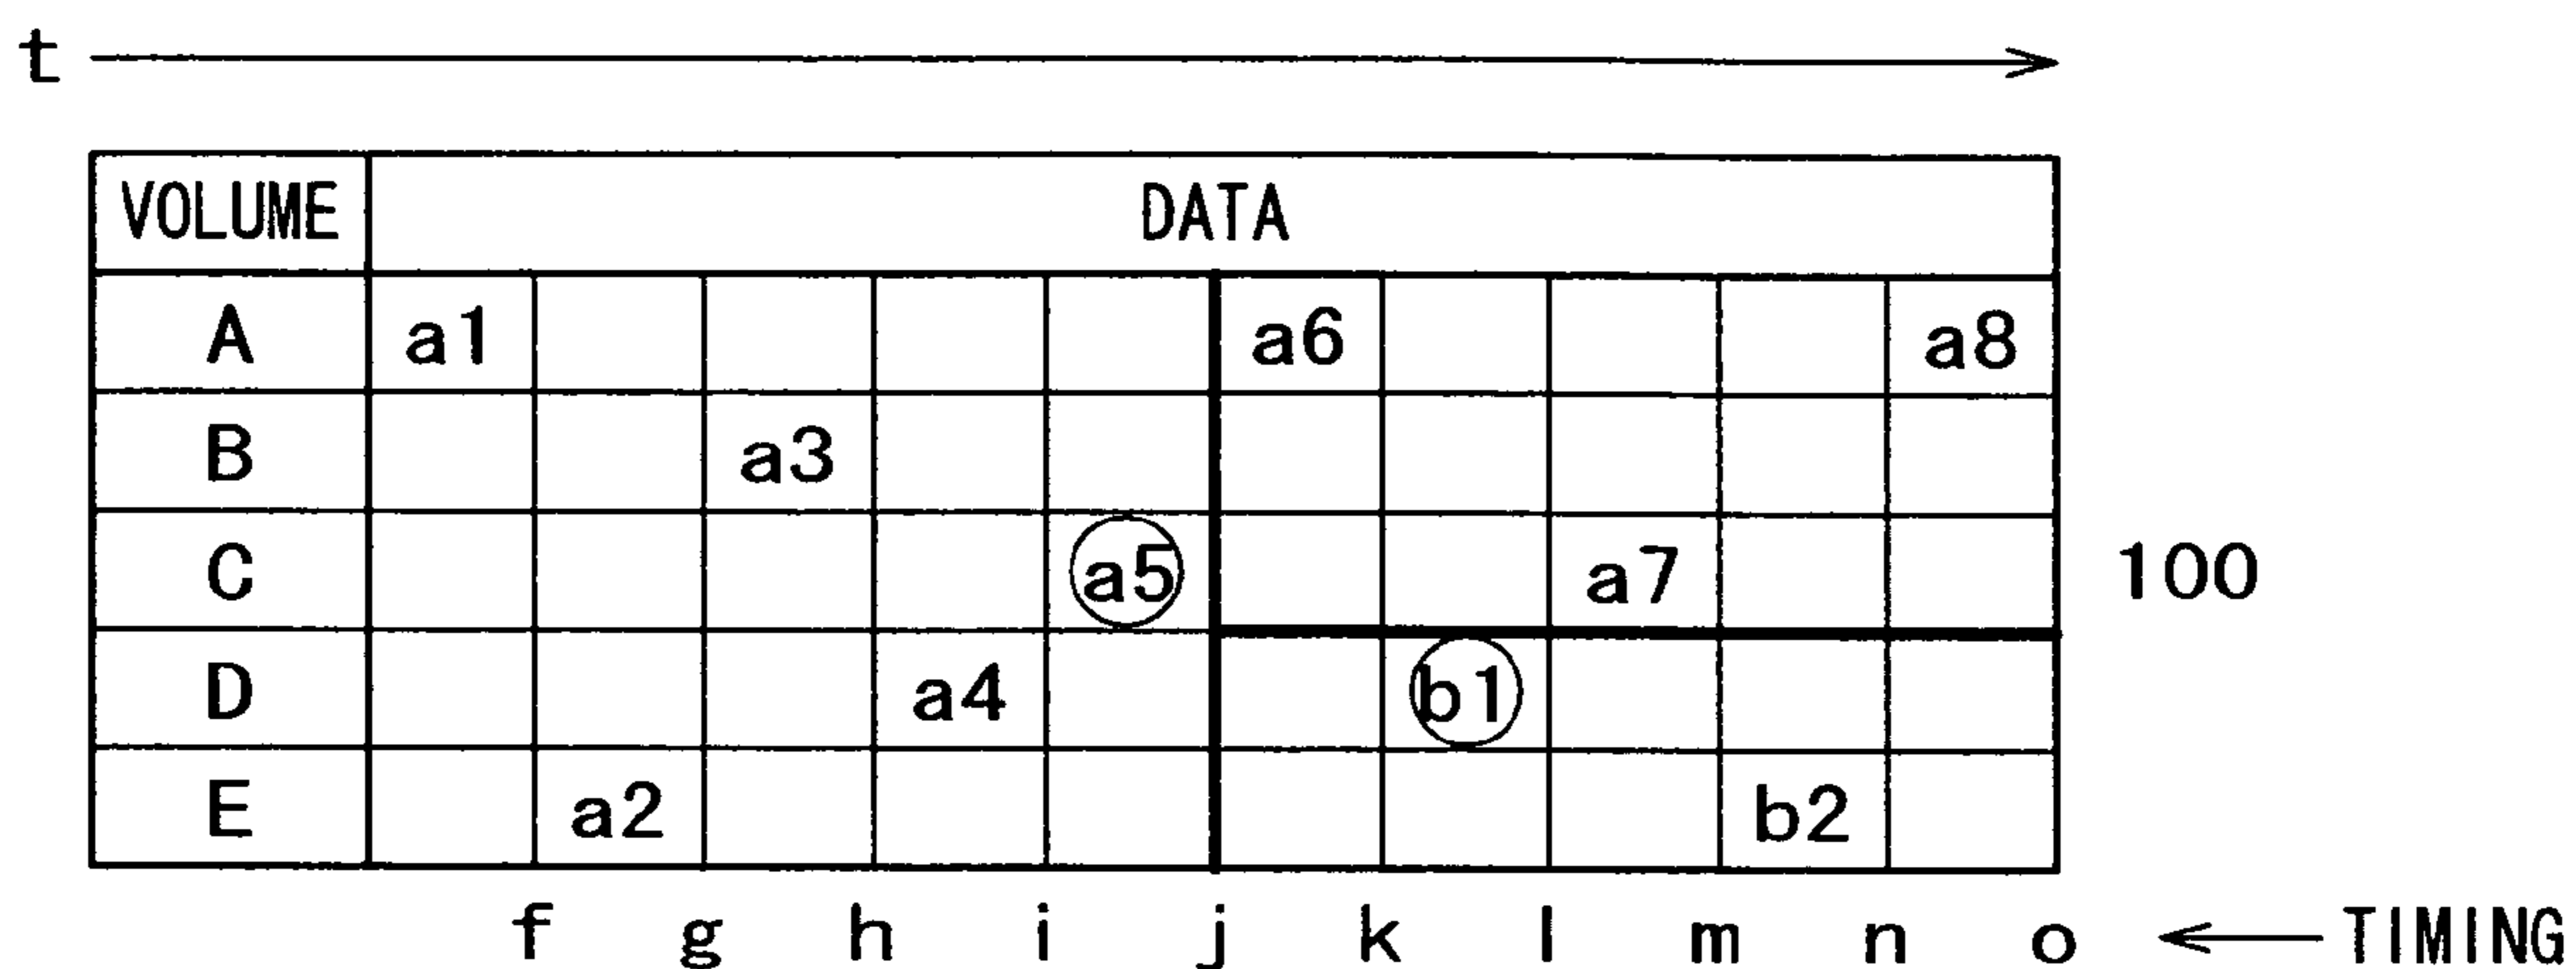 t
VOLUME DATA
A a1 a6 a8
B a3
C a5 a7 100
D a4 b1
E a2 b2
f g h i j k l m n o TIMING